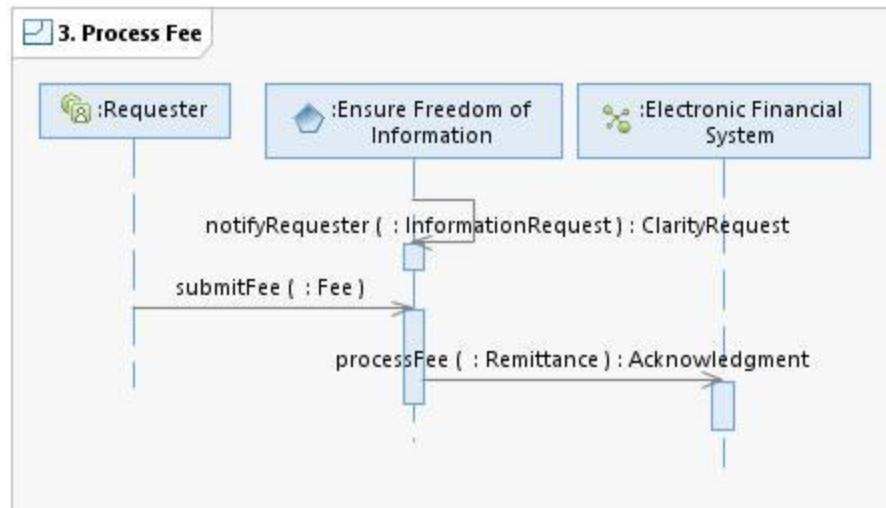 3. Process Fee
:Requester
:Ensure Freedom of
Information
:Electronic Financial
System
notifyRequester ( : InformationRequest ) : ClarityRequest
submitFee ( : Fee )
processFee ( : Remittance ) : Acknowledgment